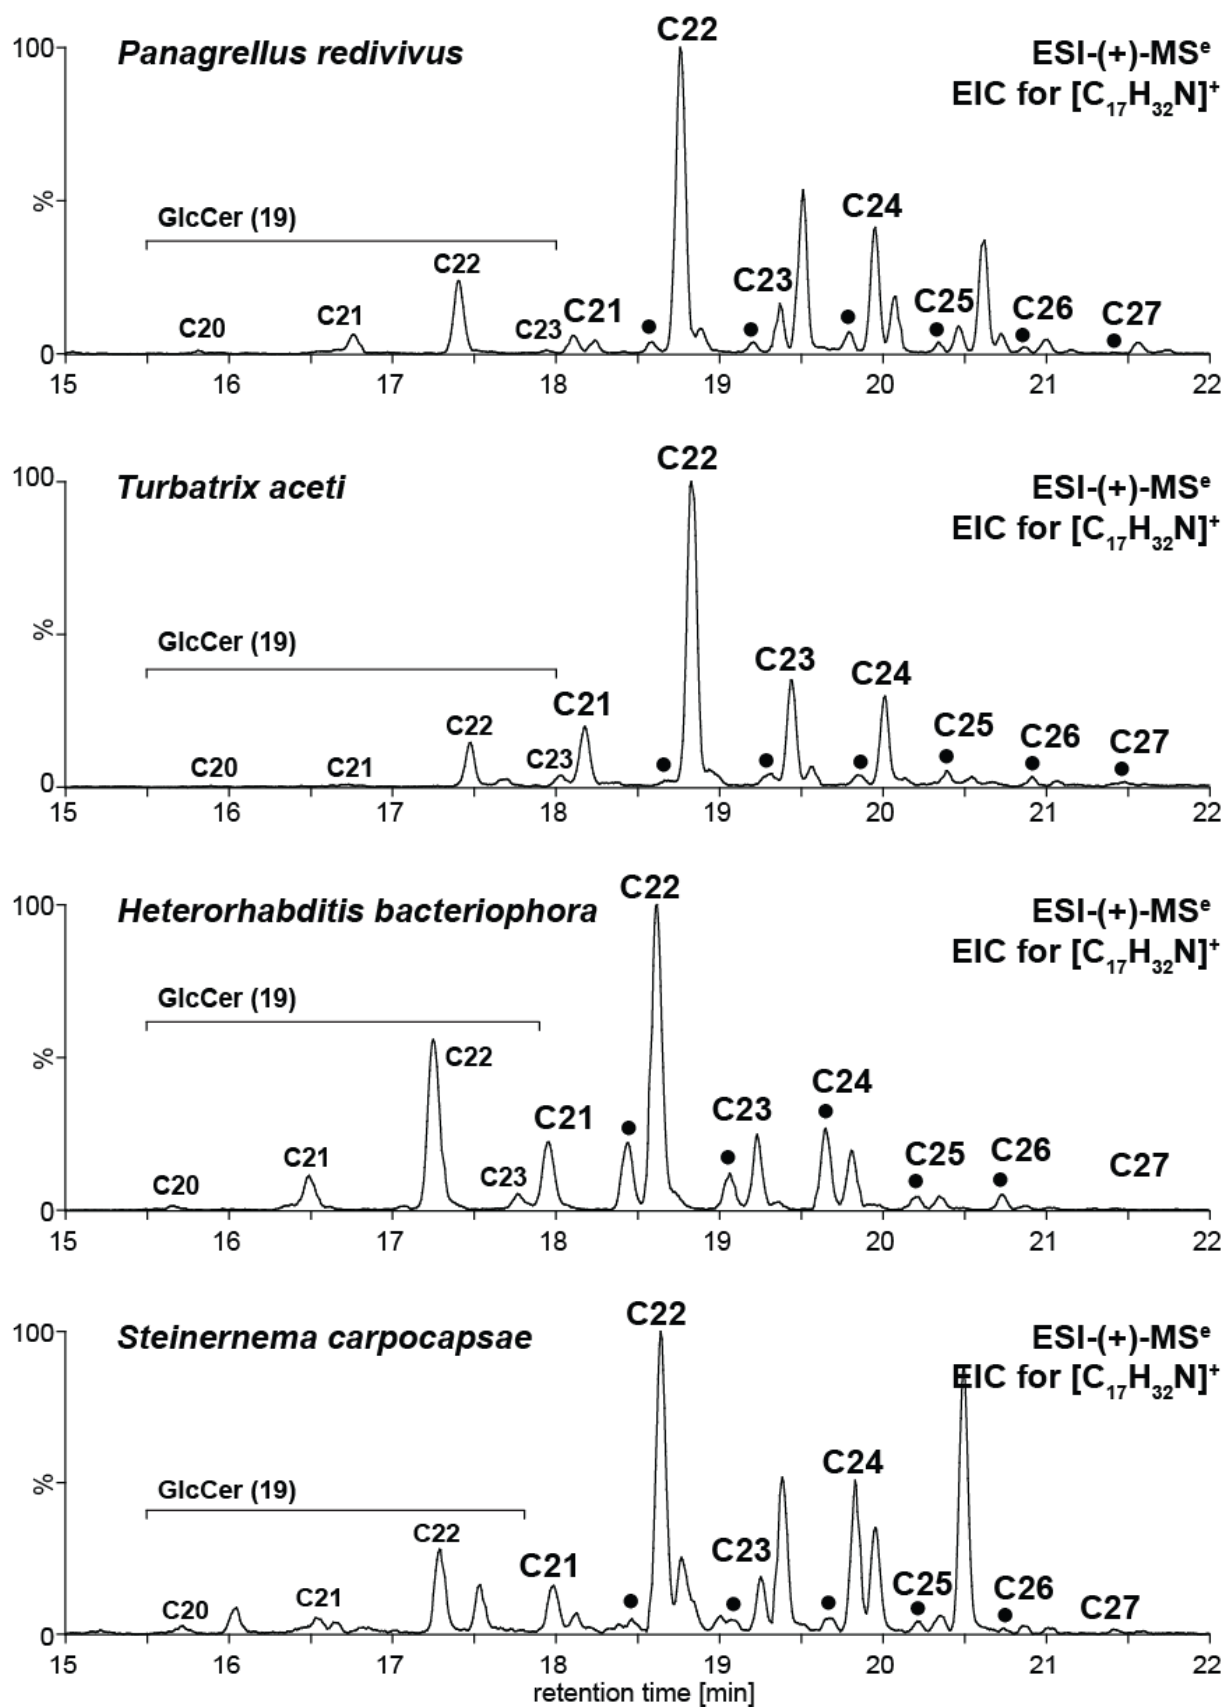 Panagrellus redivivus
ESI-(+)-MSᵉ
EIC for [C₁₇H₃₂N]⁺
100
%
0
GlcCer (19)
C20
C21
C22
C23
C21
C22
C23
C24
C25
C26
C27
15 16 17 18 19 20 21 22
Turbatrix aceti
ESI-(+)-MSᵉ
EIC for [C₁₇H₃₂N]⁺
100
%
0
GlcCer (19)
C20
C21
C22
C23
C21
C22
C23
C24
C25
C26
C27
15 16 17 18 19 20 21 22
Heterorhabditis bacteriophora
ESI-(+)-MSᵉ
EIC for [C₁₇H₃₂N]⁺
100
%
0
GlcCer (19)
C20
C21
C22
C23
C21
C22
C23
C24
C25
C26
C27
15 16 17 18 19 20 21 22
Steinernema carpocapsae
ESI-(+)-MSᵉ
EIC for [C₁₇H₃₂N]⁺
100
%
0
GlcCer (19)
C20
C21
C22
C21
C22
C23
C24
C25
C26
C27
15 16 17 18 19 20 21 22
retention time [min]